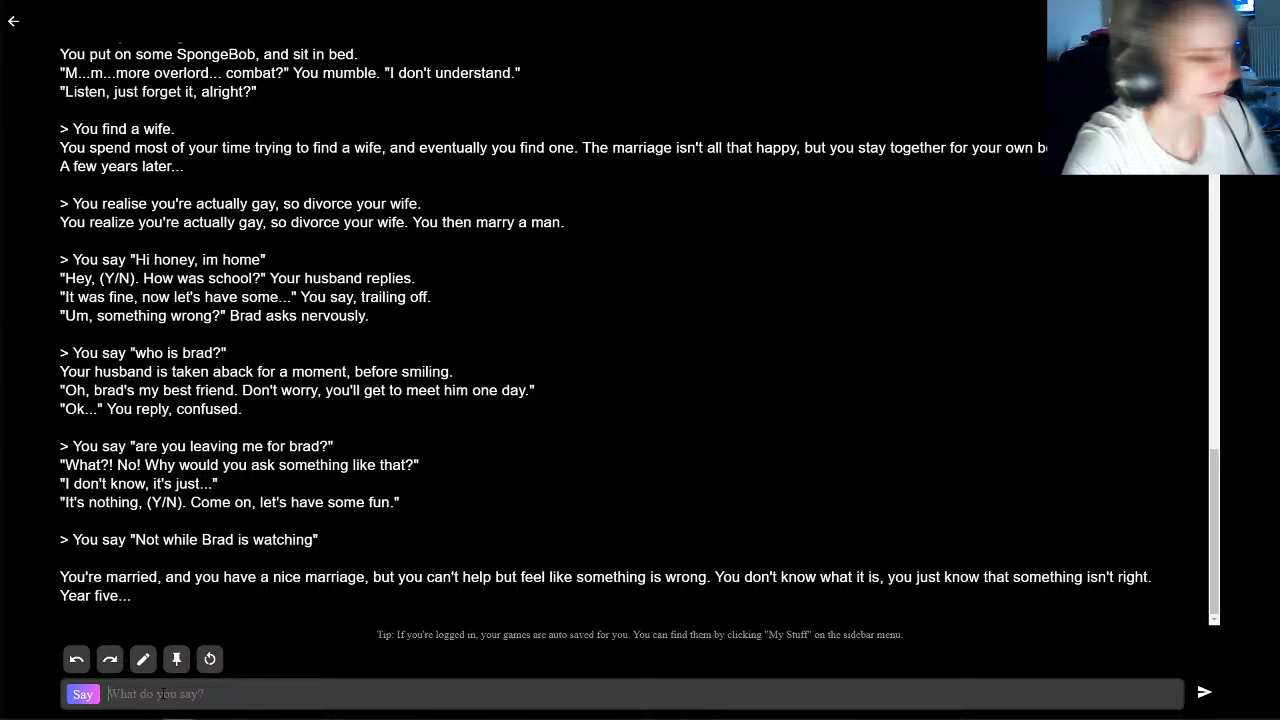 You put on some SpongeBob, and sit in bed.
"M...m...more overlord... combat?" You mumble. "I don't understand."
"Listen, just forget it, alright?"
> You find a wife.
You spend most of your time trying to find a wife, and eventually you find one. The marriage isn't all that happy, but you stay together for your own
A few years later...
> You realise you're actually gay, so divorce your wife.
You realize you're actually gay, so divorce your wife. You then marry a man.
> You say "Hi honey, im home"
"Hey, (Y/N). How was school?" Your husband replies.
"It was fine, now let's have some..." You say, trailing off.
"Um, something wrong?" Brad asks nervously.
> You say "who is brad?"
Your husband is taken aback for a moment, before smiling.
"Oh, brad's my best friend. Don't worry, you'll get to meet him one day."
"Ok..." You reply, confused.
> You say "are you leaving me for brad?"
"What?! No! Why would you ask something like that?"
"I don't know, it's just..."
"It's nothing, (Y/N). Come on, let's have some fun."
> You say "Not while Brad is watching"
You're married, and you have a nice marriage, but you can't help but feel like something is wrong. You don't know what it is, you just know that something isn't right.
Year five...
Tip: If you're logged in, your games are auto saved for you. You can find them by clicking "My Stuff" on the sidebar menu.
Say What do you say?